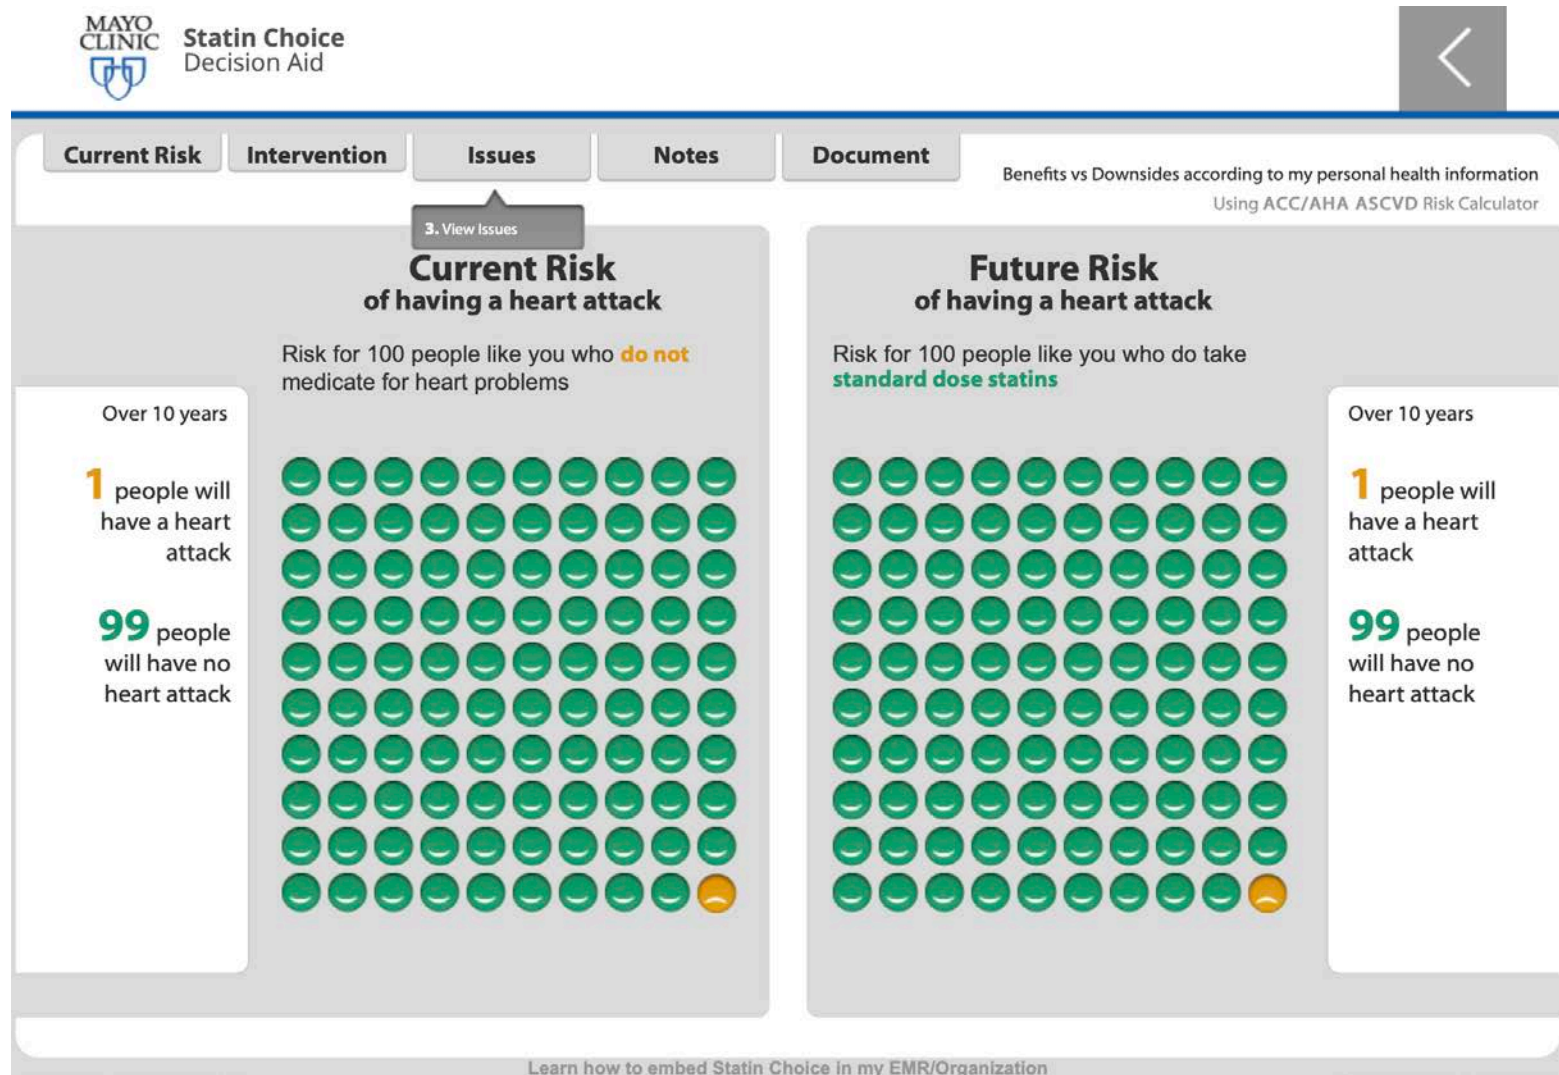 MAYO
CLINIC
Statin Choice
Decision Aid
Current Risk
Intervention
Issues
Notes
Document
Benefits vs Downsides according to my personal health information
Using ACC/AHA ASCVD Risk Calculator
3. View Issues
Current Risk
of having a heart attack
Risk for 100 people like you who do not
medicate for heart problems
Over 10 years
1 people will
have a heart
attack
99 people
will have no
heart attack
Future Risk
of having a heart attack
Risk for 100 people like you who do take
standard dose statins
Over 10 years
1 people will
have a heart
attack
99 people
will have no
heart attack
Learn how to embed Statin Choice in my EMR/Organization